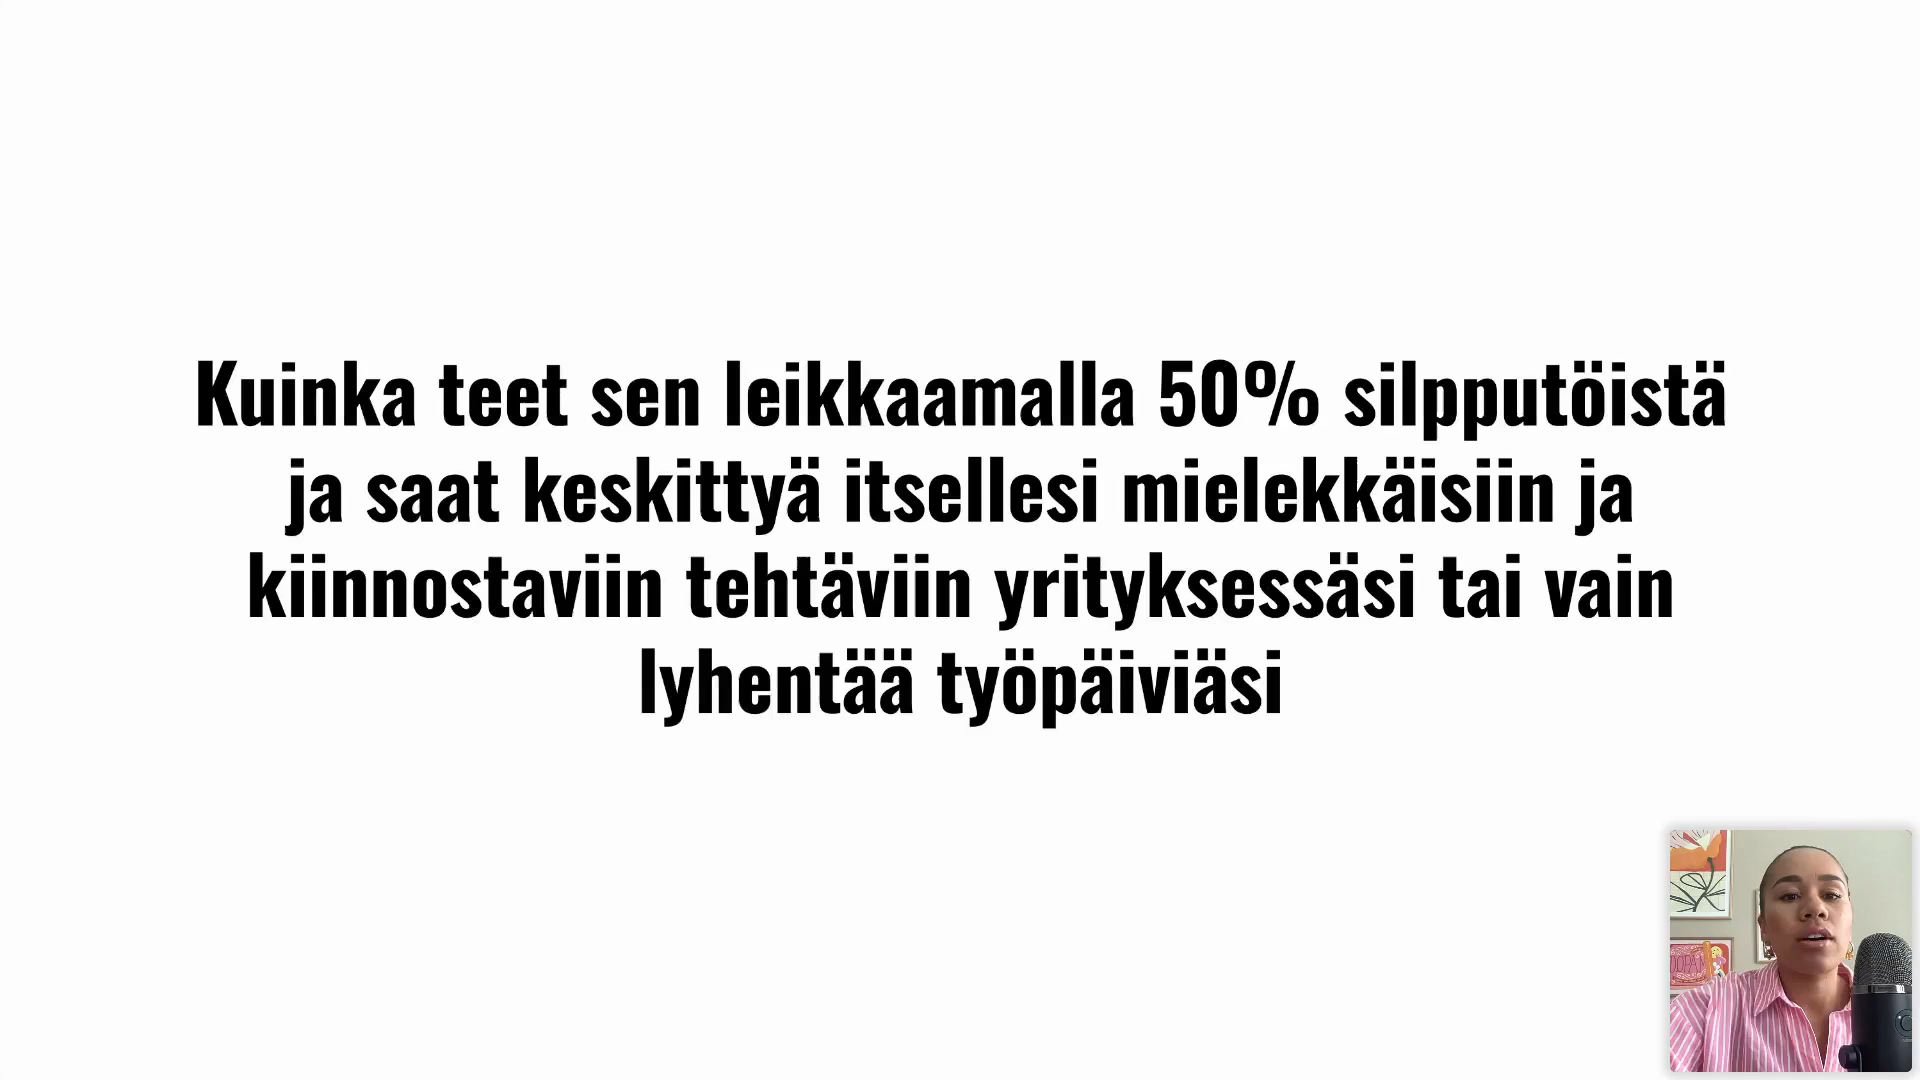 Kuinka teet sen leikkaamalla 50% silpputöistä
ja saat keskittyä itsellesi mielekkäisiin ja
kiinnostaviin tehtäviin yrityksessäsi tai vain
lyhentää työpäiviäsi